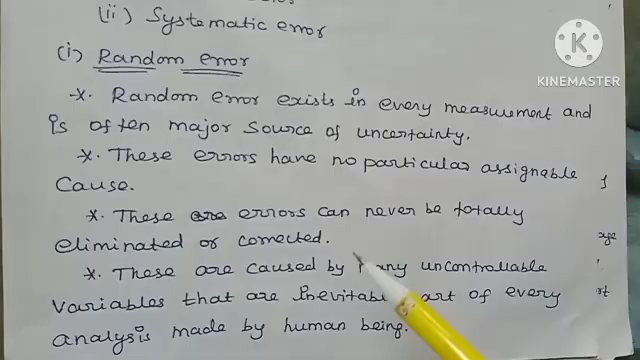 (ii) Systematic error
(i) Random error
KINEMASTER
*. Random error exists in every measurement and
is often major source of uncertainty.
*. These errors have no particular assignable
Cause.
*. These errors can never be totally
eliminated or corrected.
*. These are caused by many uncontrollable
variables that are inevitable part of every
analysis made by human being.